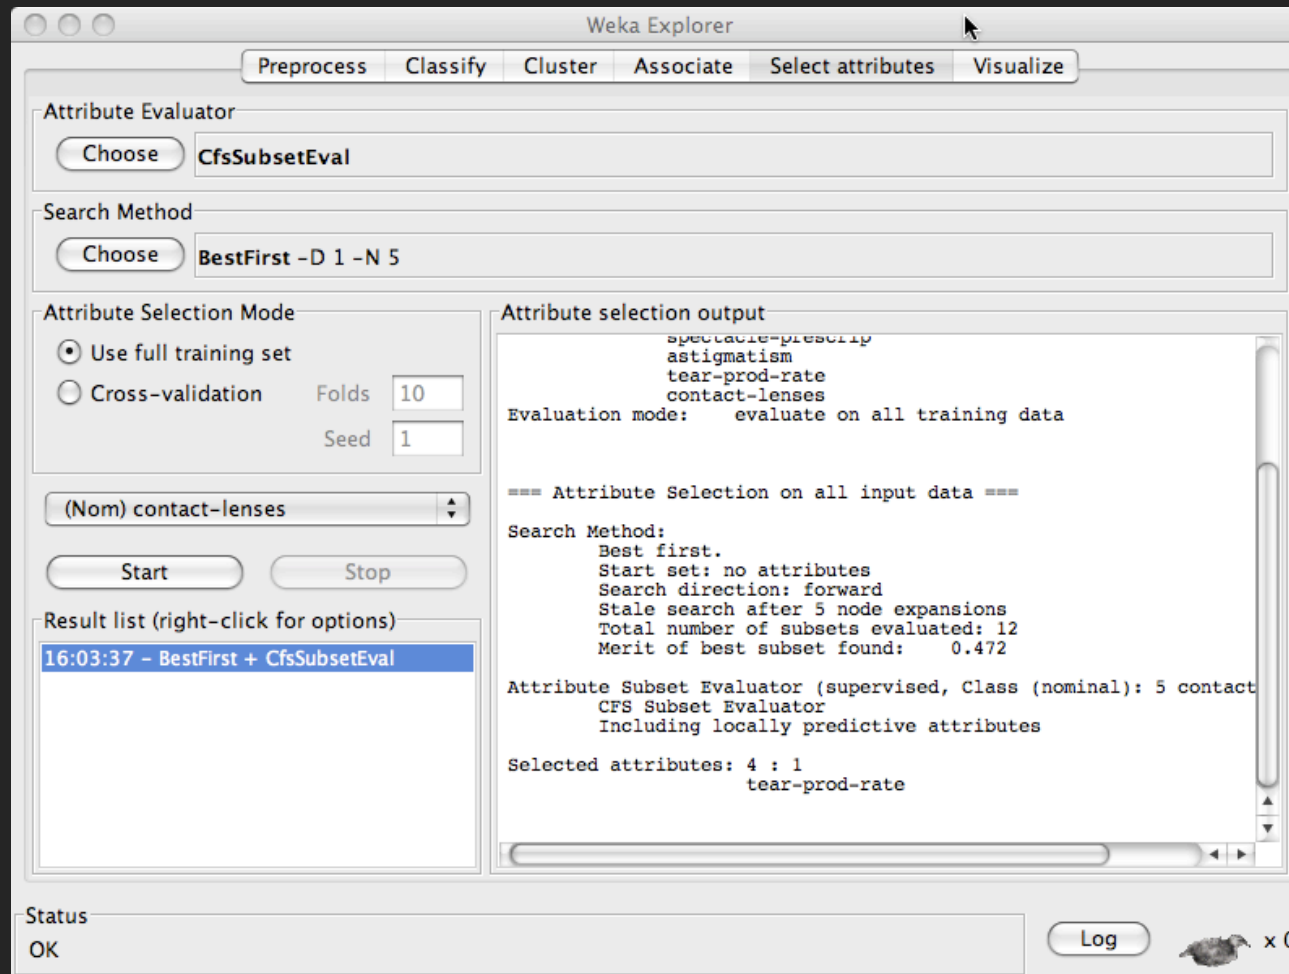 Weka Explorer
Preprocess Classify Cluster Associate Select attributes Visualize
Attribute Evaluator
Choose CfsSubsetEval
Search Method
Choose BestFirst -D 1 -N 5
Attribute Selection Mode
Use full training set
Cross-validation Folds 10
Seed 1
(Nom) contact-lenses
Start Stop
Result list (right-click for options)
16:03:37 - BestFirst + CfsSubsetEval
Attribute selection output
spectacle-prescrip
astigmatism
tear-prod-rate
contact-lenses
Evaluation mode: evaluate on all training data
=== Attribute Selection on all input data ===
Search Method:
Best first.
Start set: no attributes
Search direction: forward
Stale search after 5 node expansions
Total number of subsets evaluated: 12
Merit of best subset found: 0.472
Attribute Subset Evaluator (supervised, Class (nominal): 5 contact
CFS Subset Evaluator
Including locally predictive attributes
Selected attributes: 4 : 1
tear-prod-rate
Status
OK
Log
x 0